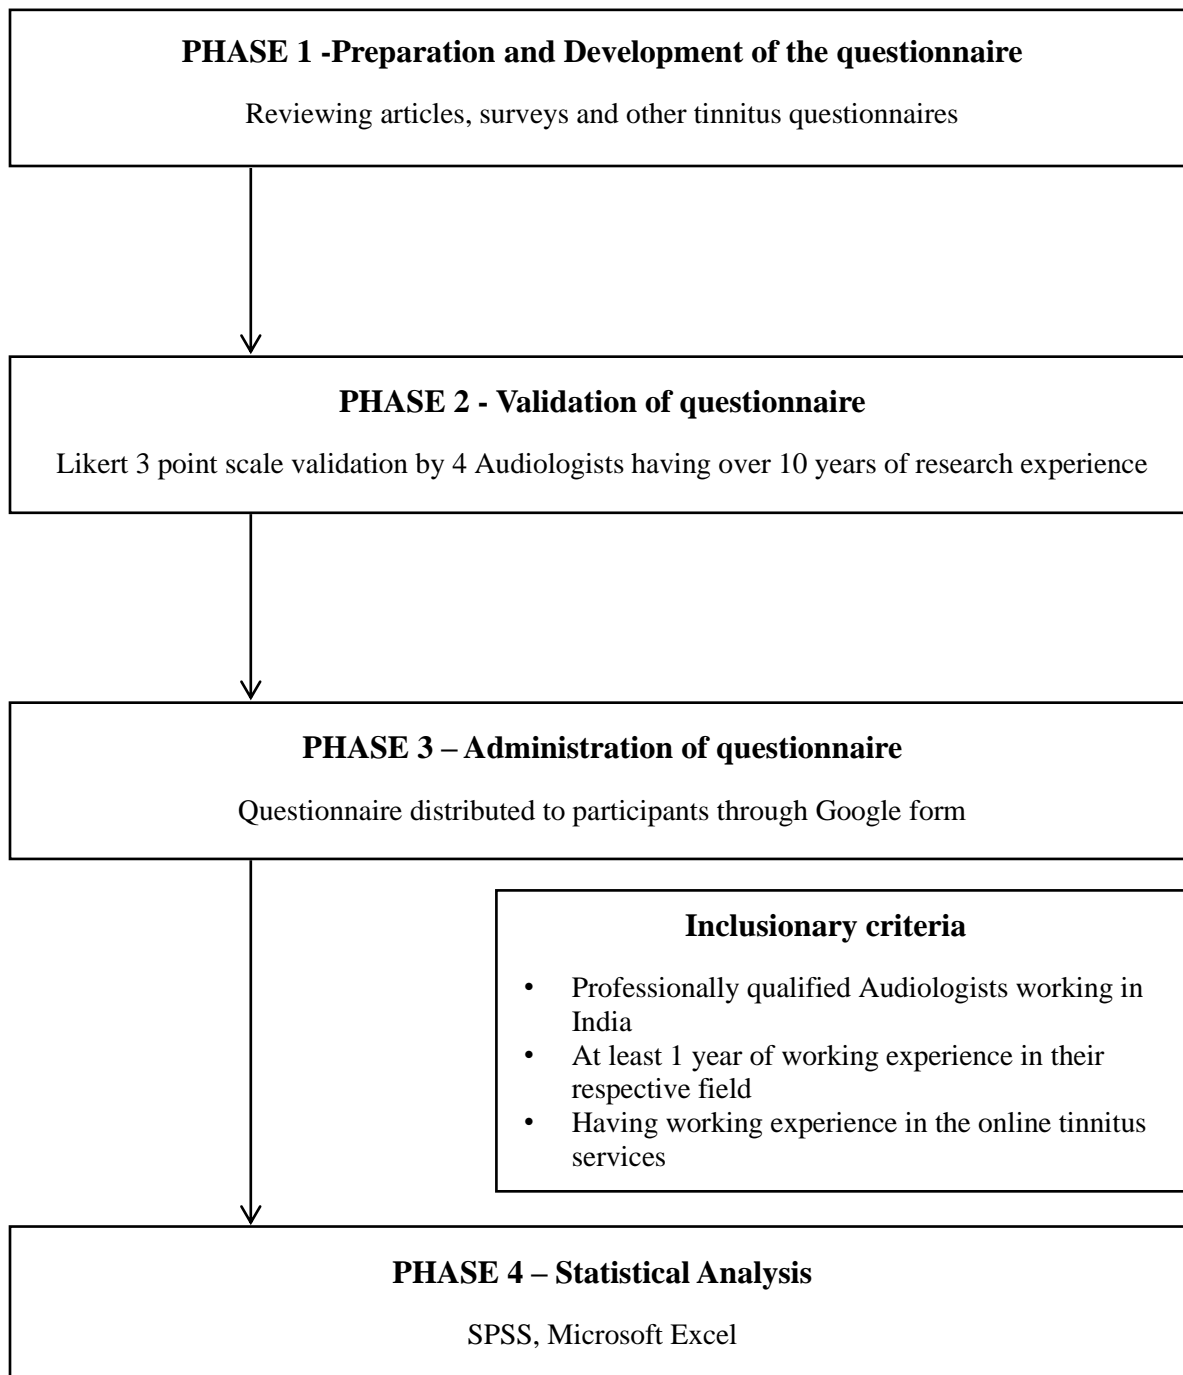 PHASE 1 -Preparation and Development of the questionnaire
Reviewing articles, surveys and other tinnitus questionnaires
PHASE 2 - Validation of questionnaire
Likert 3 point scale validation by 4 Audiologists having over 10 years of research experience
PHASE 3 – Administration of questionnaire
Questionnaire distributed to participants through Google form
Inclusionary criteria
• Professionally qualified Audiologists working in
India
• At least 1 year of working experience in their
respective field
• Having working experience in the online tinnitus
services
PHASE 4 – Statistical Analysis
SPSS, Microsoft Excel